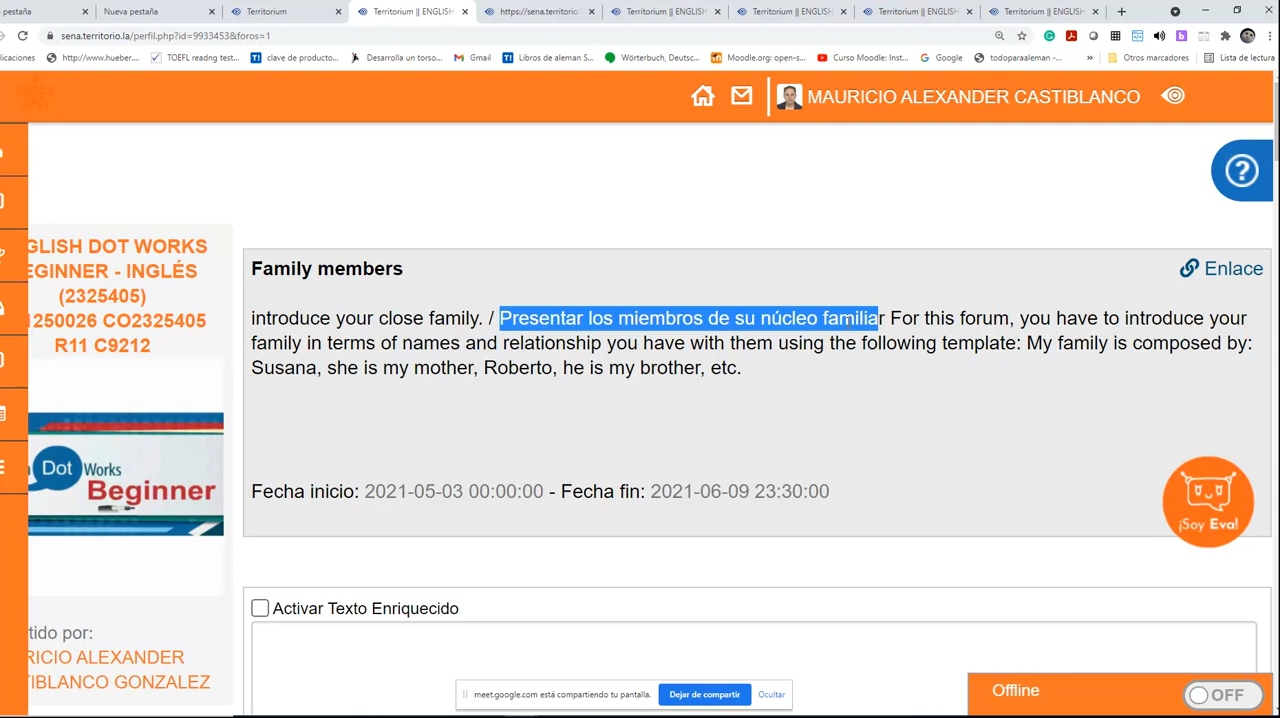 pestaña
Nueva pestaña
Territorium
Territorium || ENGLISH
https://sena.territorio.
Territorium || ENGLISH
Territorium || ENGLISH
Territorium || ENGLISH
Territorium || ENGLISH
sena.territorio.la/perfil.php?id=9933453&foros=1
Aplicaciones
http://www.hueber....
TOEFL readng test...
clave de producto...
Desarrolla un torso...
Gmail
Libros de aleman S...
Wörterbuch, Deutsc...
Moodle.org: open-s...
Curso Moodle: Inst...
Google
todoparaaleman -...
»
Otros marcadores
Lista de lectura
MAURICIO ALEXANDER CASTIBLANCO
GLISH DOT WORKS
EGINNER - INGLÉS
(2325405)
1250026 CO2325405
R11 C9212
Dot Works
Beginner
tido por:
RICIO ALEXANDER
TIBLANCO GONZALEZ
Family members
Enlace
introduce your close family. / Presentar los miembros de su núcleo familiar For this forum, you have to introduce your
family in terms of names and relationship you have with them using the following template: My family is composed by:
Susana, she is my mother, Roberto, he is my brother, etc.
Fecha inicio: 2021-05-03 00:00:00 - Fecha fin: 2021-06-09 23:30:00
¡Soy Eva!
Activar Texto Enriquecido
meet.google.com está compartiendo tu pantalla.
Dejar de compartir
Ocultar
Offline
OFF